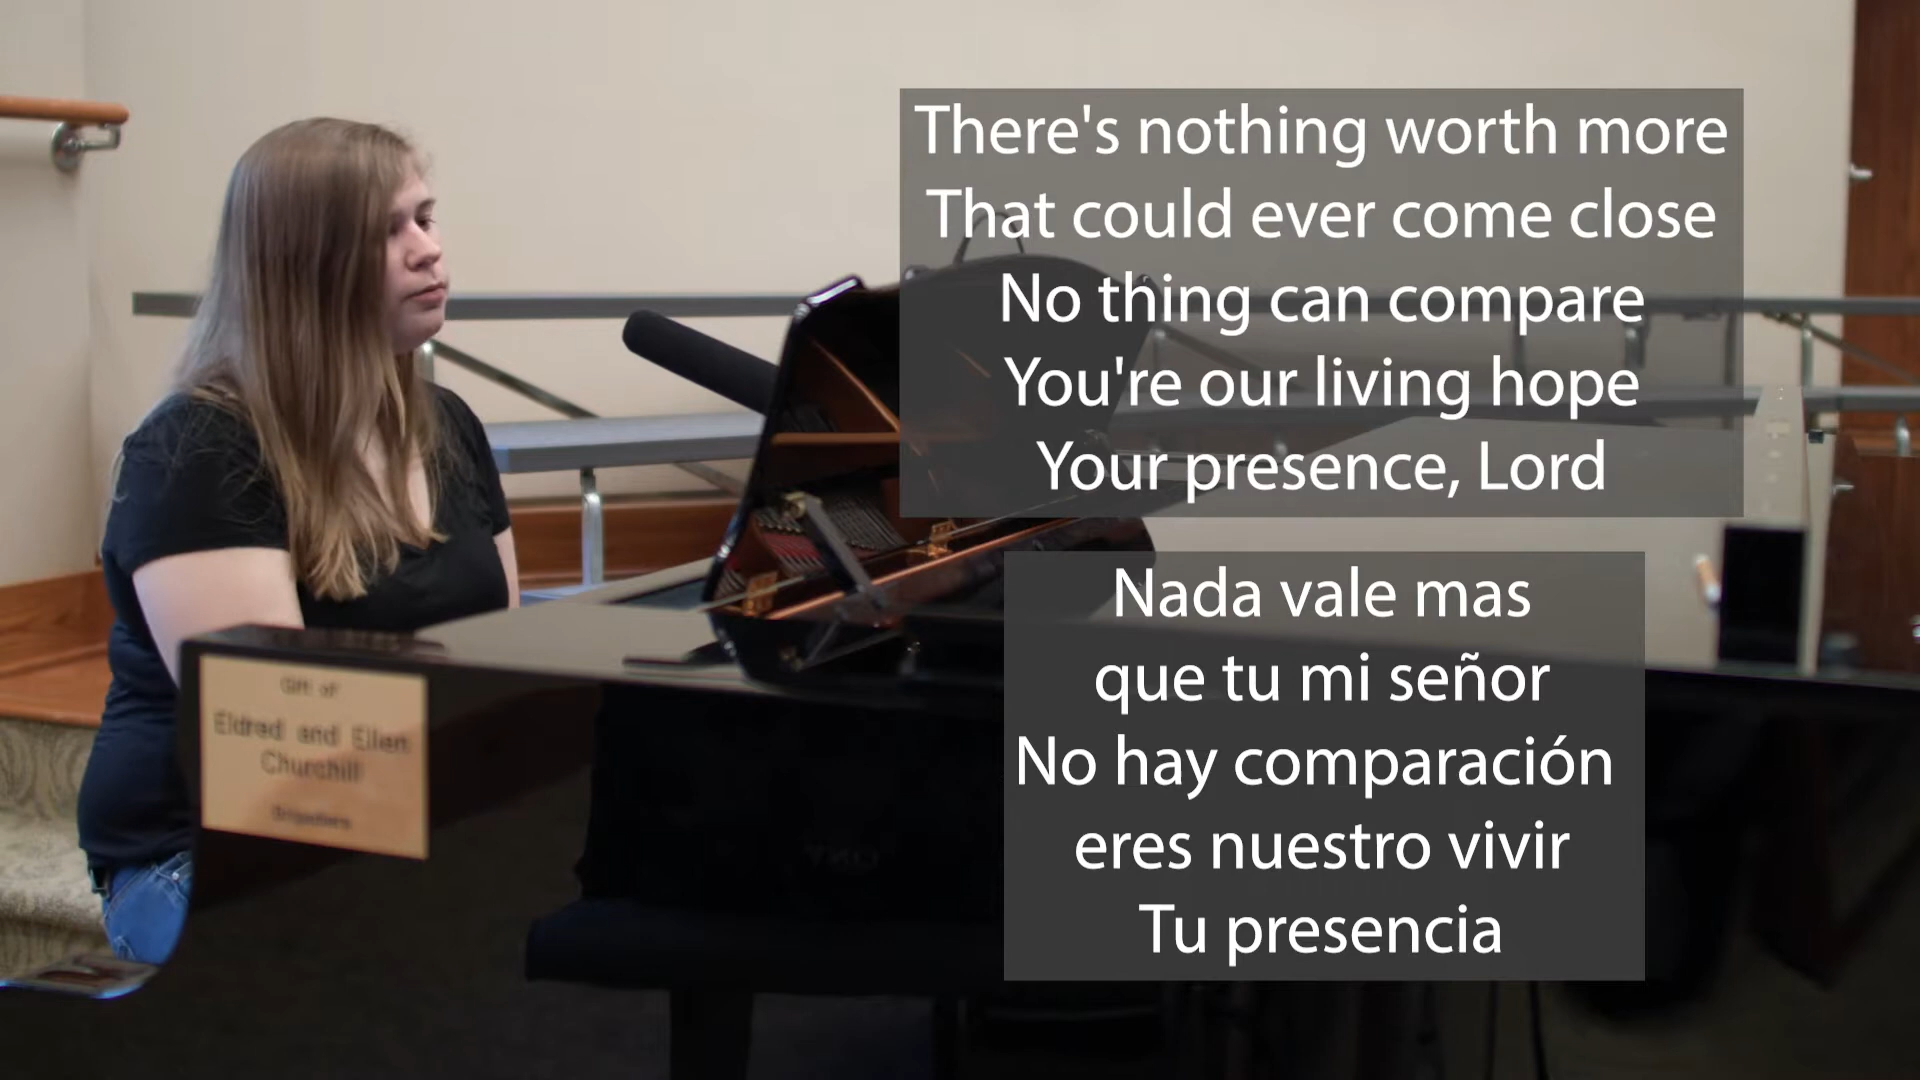 There's nothing worth more
That could ever come close
No thing can compare
You're our living hope
Your presence, Lord
Nada vale mas
que tu mi señor
No hay comparación
eres nuestro vivir
Tu presencia
Gift of
Eldred and Ellen
Churchill